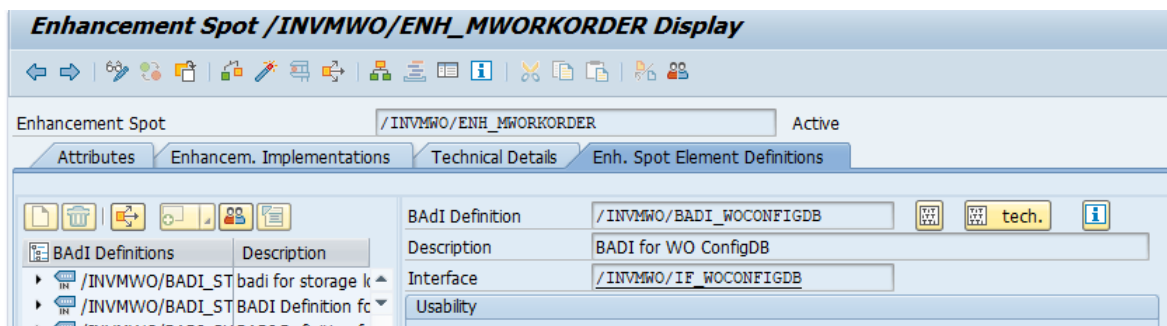 Enhancement Spot /INVMWO/ENH_MWORKORDER Display
Enhancement Spot /INVMWO/ENH_MWORKORDER Active
Attributes Enhancem. Implementations Technical Details Enh. Spot Element Definitions
BAdI Definition /INVMWO/BADI_WOCONFIGDB tech.
BAdI Definitions Description
Description BADI for WO ConfigDB
/INVMWO/BADI_ST badi for storage lo
Interface /INVMWO/IF_WOCONFIGDB
/INVMWO/BADI_ST BADI Definition fo
Usability